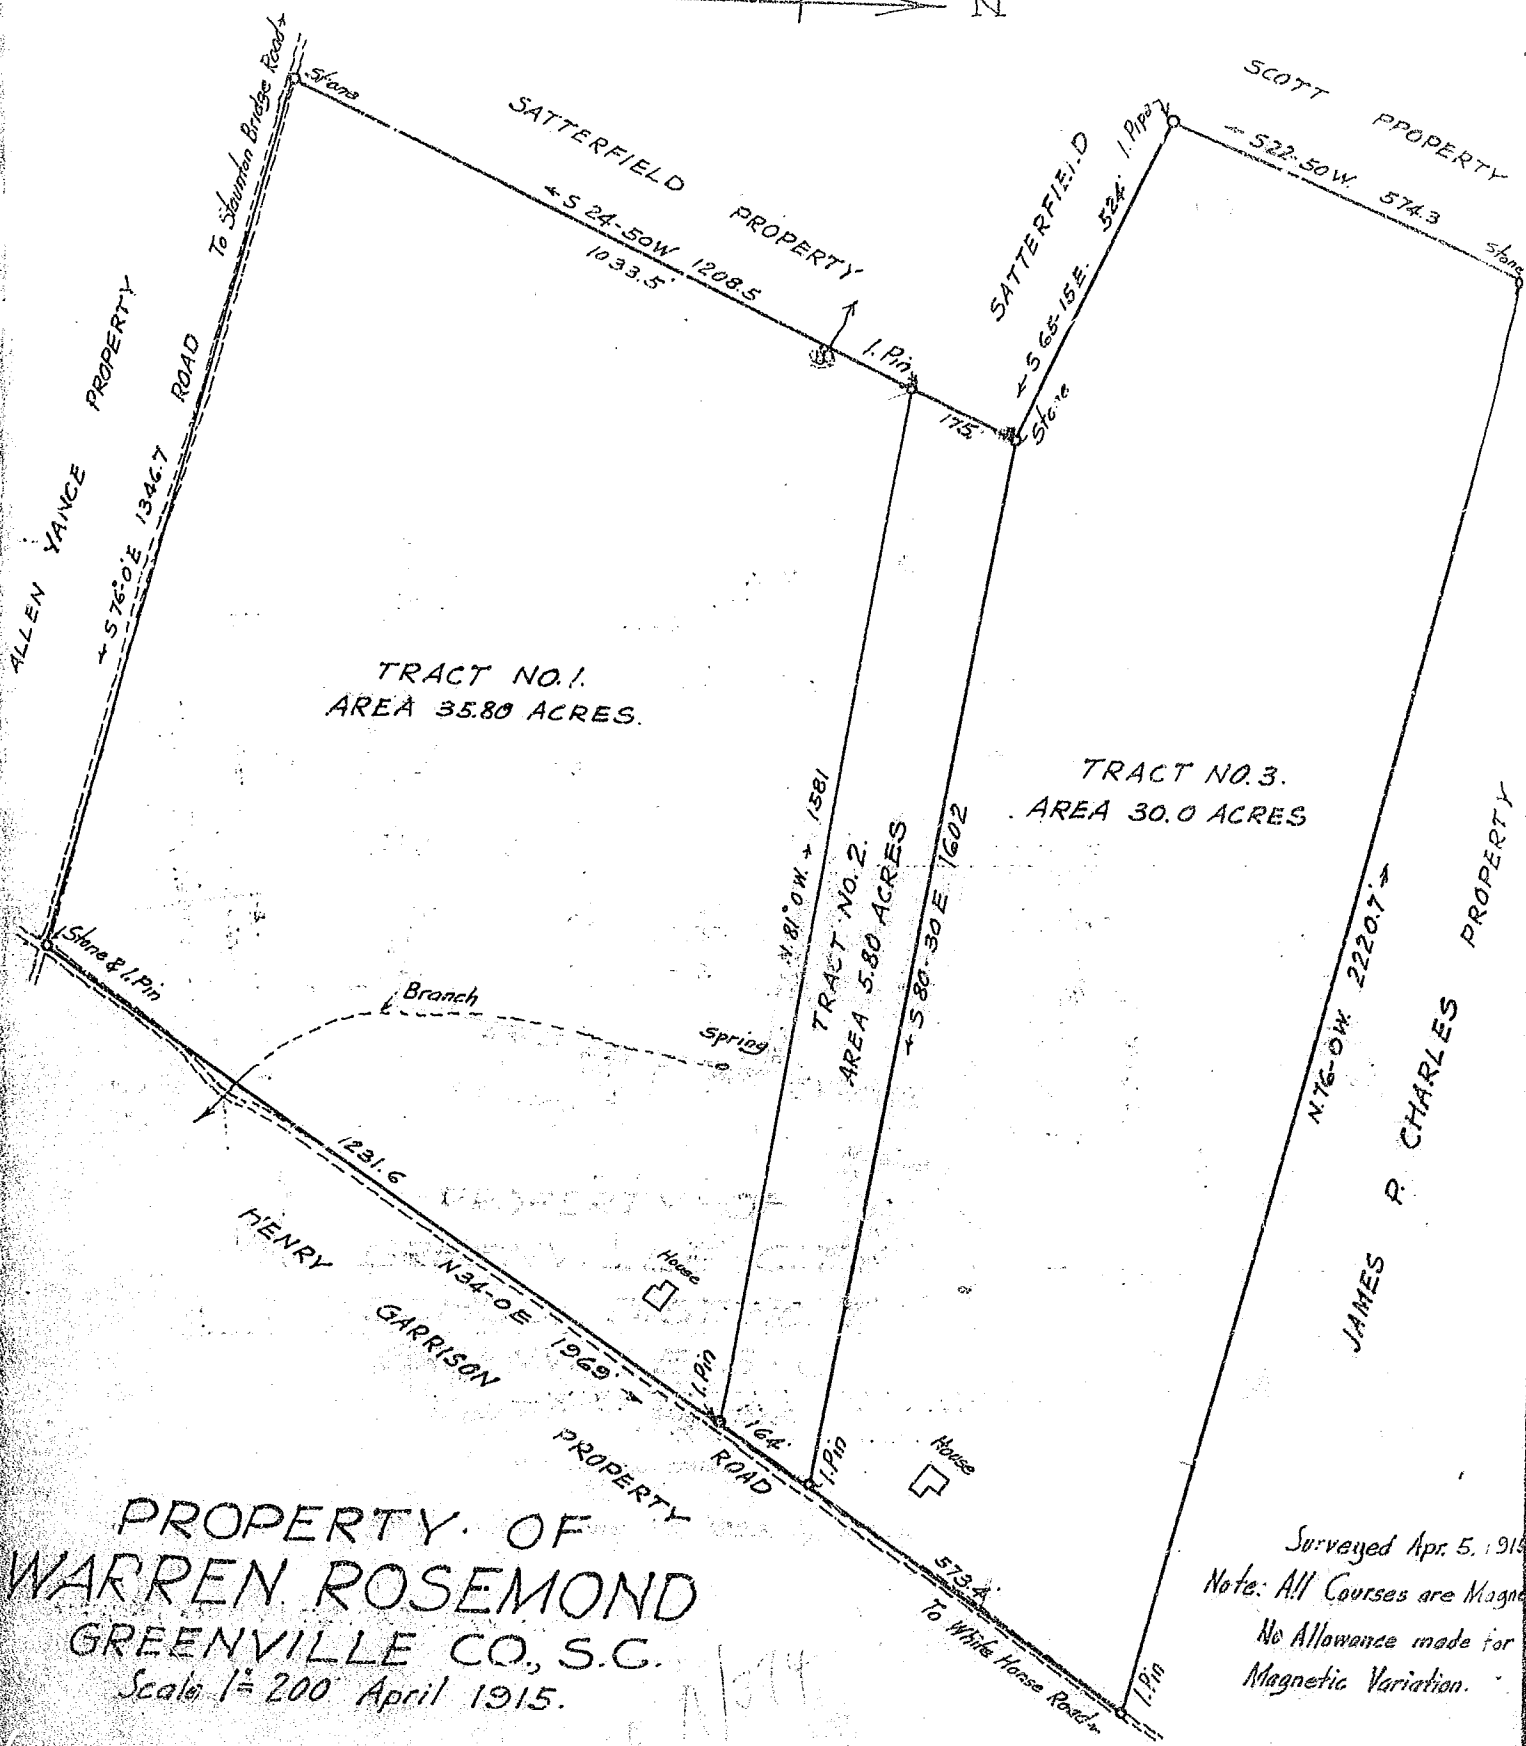 N
To Staunton Bridge Road
Stone
SATTERFIELD PROPERTY
S 24-50W 1208.5
1033.5'
I. Pin
175.
SATTERFIELD
S 65-15E. 524'
I. Pipe
Stone
SCOTT PROPERTY
S22-50W. 574.3
Stone
ALLEN YANCE PROPERTY
S 76°-0'E 1346.7
ROAD
TRACT NO. 1.
AREA 35.80 ACRES.
N. 81° 0W. 1581
TRACT NO. 2.
AREA 5.80 ACRES
S 80-30E 1602
TRACT NO. 3.
AREA 30.0 ACRES
N. 76-0W. 2220.7'
JAMES P. CHARLES PROPERTY
Stone & I. Pin
Branch
Spring
1231.6
HENRY GARRISON PROPERTY
N34-0E 1969'
House
I. Pin
164'
ROAD
I. Pin
House
573.4'
To White Horse Road
I. Pin
PROPERTY OF
WARREN ROSEMOND
GREENVILLE CO., S.C.
Scale 1"= 200' April 1915.
Surveyed Apr. 5. 1915
Note: All Courses are Magne
No Allowance made for
Magnetic Variation.